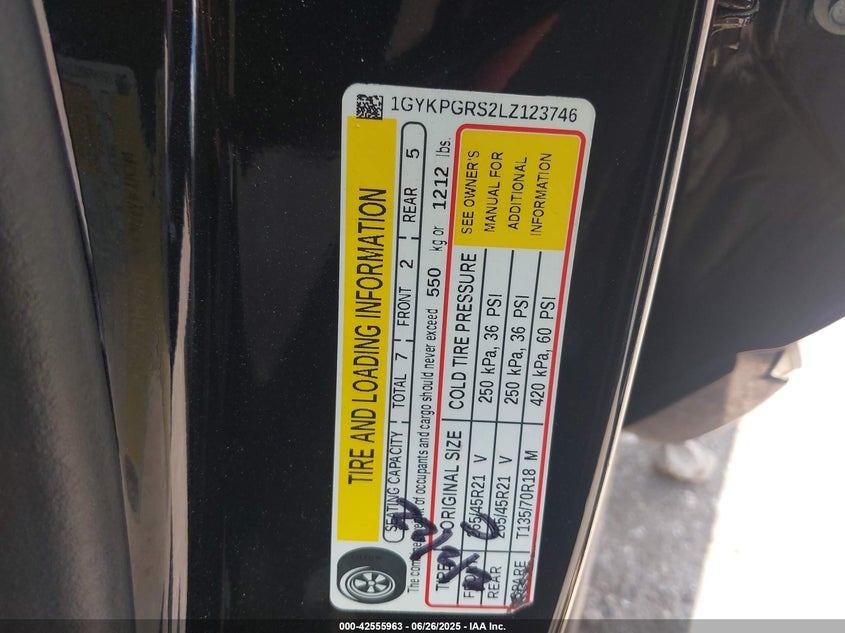 1GYKPGRS2LZ123746
TIRE AND LOADING INFORMATION
SEATING CAPACITY TOTAL 7 FRONT 2 REAR 5
The combined of occupants and cargo should never exceed 550 kg or 1212 lbs.
TIRE ORIGINAL SIZE COLD TIRE PRESSURE
FRONT 265/45R21 V 250 kPa, 36 PSI
REAR 265/45R21 V 250 kPa, 36 PSI
SPARE T135/70R18 M 420 kPa, 60 PSI
SEE OWNER'S
MANUAL FOR
ADDITIONAL
INFORMATION
000-42555963 - 06/26/2025 - IAA Inc.